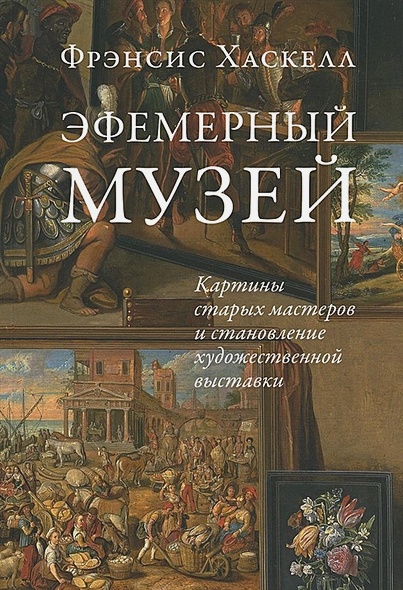 Фрэнсис Хаскелл
ЭФЕМЕРНЫЙ
МУЗЕЙ
Картины
старых мастеров
и становление
художественной
выставки